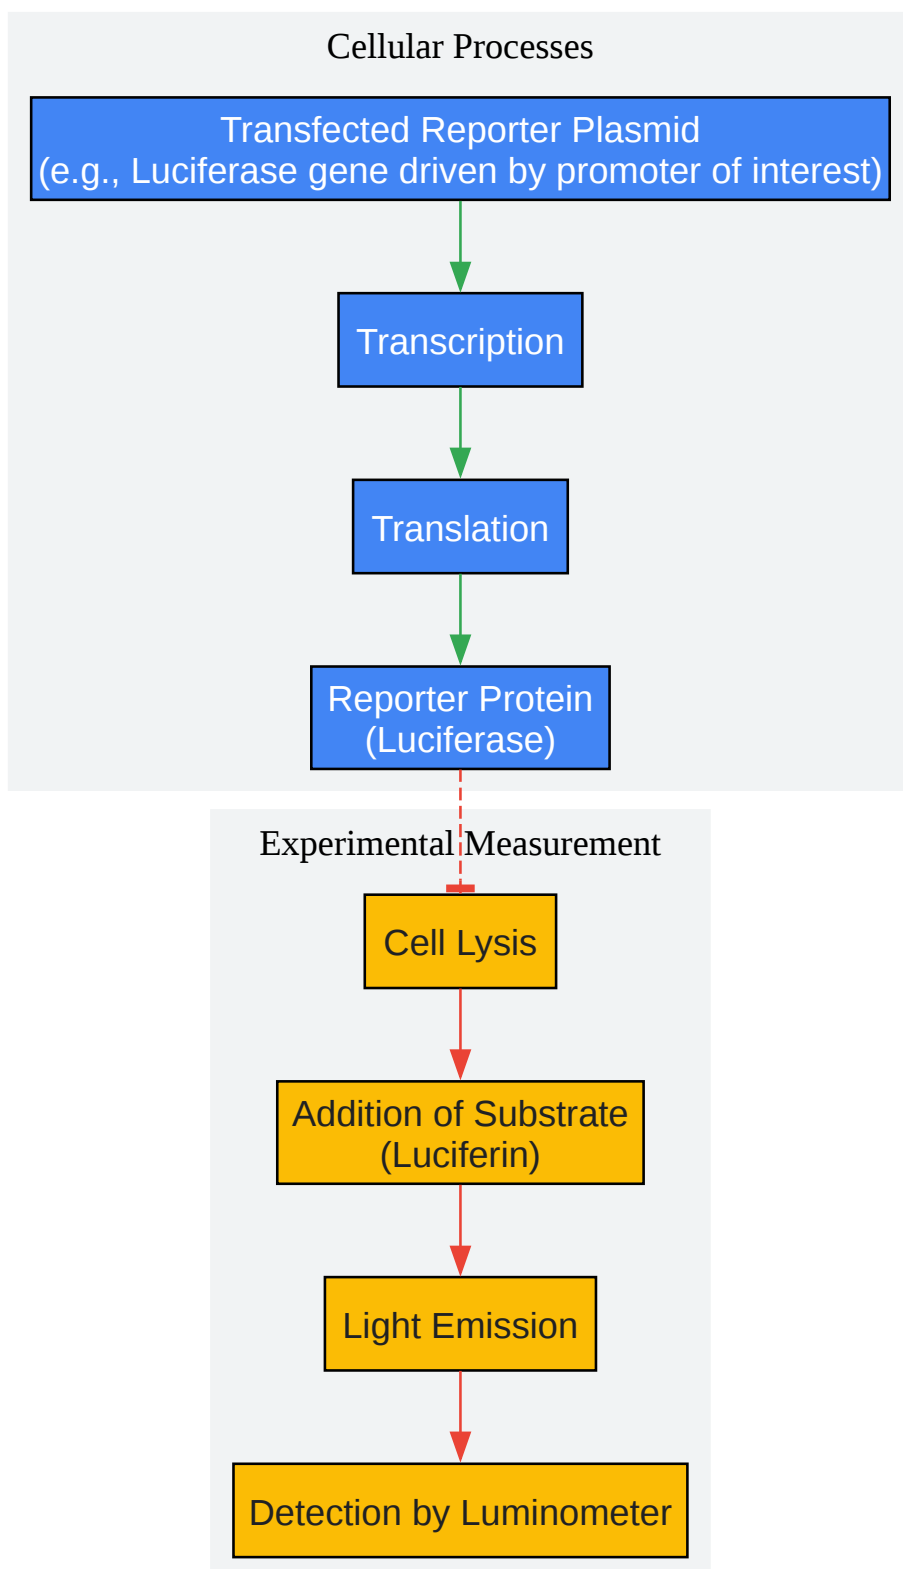 Cellular Processes
Transfected Reporter Plasmid
(e.g., Luciferase gene driven by promoter of interest)
Transcription
Translation
Reporter Protein
(Luciferase)
Experimental Measurement
Cell Lysis
Addition of Substrate
(Luciferin)
Light Emission
Detection by Luminometer